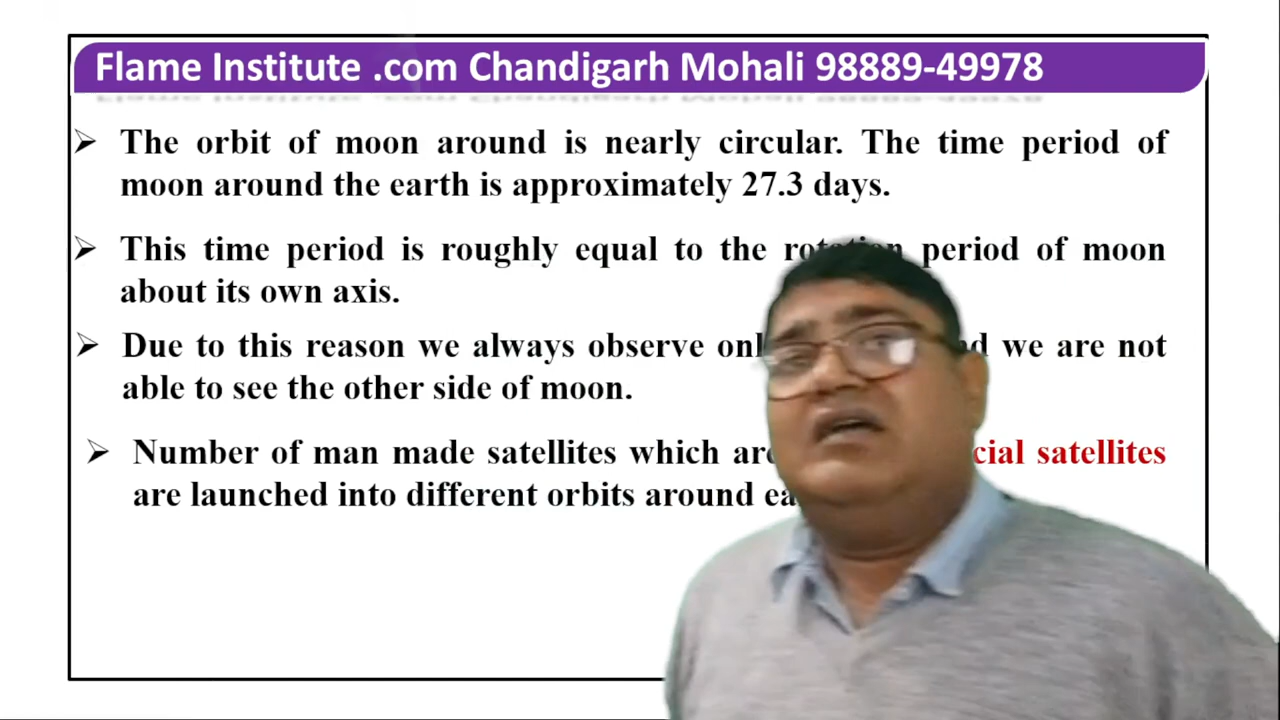 Flame Institute .com Chandigarh Mohali 98889-49978
➤ The orbit of moon around is nearly circular. The time period of
moon around the earth is approximately 27.3 days.
➤ This time period is roughly equal to the rotation period of moon
about its own axis.
➤ Due to this reason we always observe we are not
able to see the other side of moon.
➤ Number of man made satellites which satellites
are launched into different orbits around